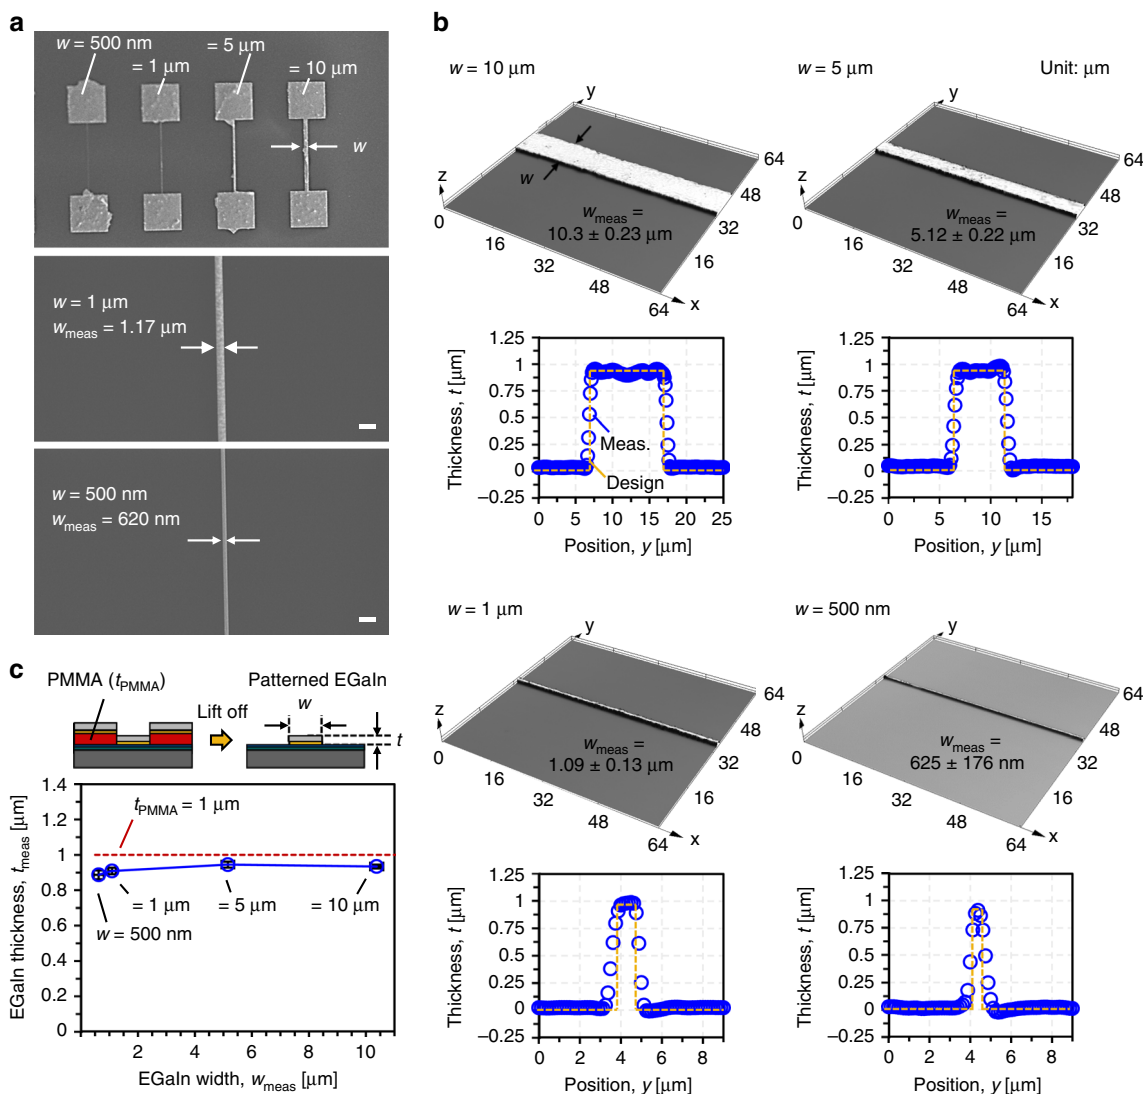 a
w = 500 nm
= 1 μm
= 5 μm
= 10 μm
w
w = 1 μm
w_meas = 1.17 μm
w = 500 nm
w_meas = 620 nm
b
w = 10 μm
y
z
0
16
32
48
64
x
16
32
48
64
w
w_meas =
10.3 ± 0.23 μm
w = 5 μm
Unit: μm
y
z
0
16
32
48
64
x
16
32
48
64
w_meas =
5.12 ± 0.22 μm
Thickness, t [μm]
1.25
1
0.75
0.5
0.25
0
−0.25
Meas.
Design
0 5 10 15 20 25
Position, y [μm]
Thickness, t [μm]
1.25
1
0.75
0.5
0.25
0
−0.25
0 5 10 15
Position, y [μm]
w = 1 μm
y
z
0
16
32
48
64
x
16
32
48
64
w_meas =
1.09 ± 0.13 μm
w = 500 nm
y
z
0
16
32
48
64
x
16
32
48
64
w_meas =
625 ± 176 nm
Thickness, t [μm]
1.25
1
0.75
0.5
0.25
0
−0.25
0 2 4 6 8
Position, y [μm]
Thickness, t [μm]
1.25
1
0.75
0.5
0.25
0
−0.25
0 2 4 6 8
Position, y [μm]
c
PMMA (t_PMMA)
Lift off
Patterned EGaIn
w
t
EGaIn thickness, t_meas [μm]
1.4
1.2
1
0.8
0.6
0.4
0.2
0
t_PMMA = 1 μm
= 1 μm
= 5 μm
= 10 μm
w = 500 nm
2 4 6 8 10
EGaIn width, w_meas [μm]